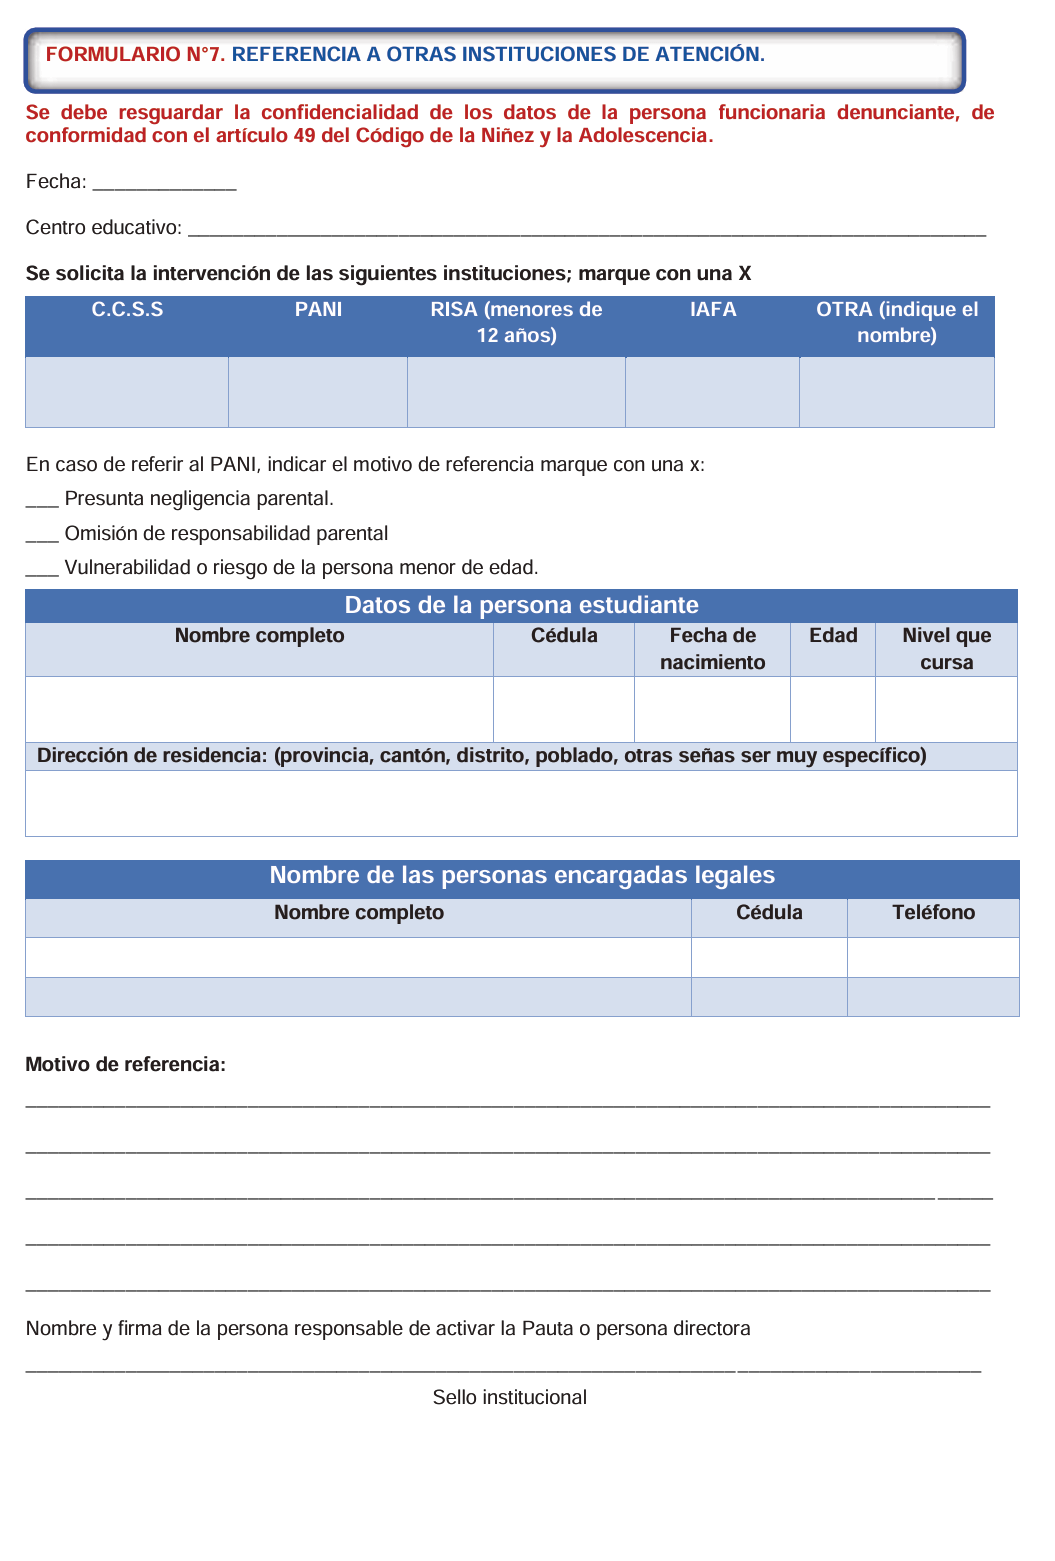 FORMULARIO N°7. REFERENCIA A OTRAS INSTITUCIONES DE ATENCIÓN.
Se debe resguardar la confidencialidad de los datos de la persona funcionaria denunciante, de
conformidad con el artículo 49 del Código de la Niñez y la Adolescencia.
Fecha: _____________
Centro educativo: ________________________________________________________________________
Se solicita la intervención de las siguientes instituciones; marque con una X
C.C.S.S PANI RISA (menores de 12 años) IAFA OTRA (indique el nombre)
En caso de referir al PANI, indicar el motivo de referencia marque con una x:
___ Presunta negligencia parental.
___ Omisión de responsabilidad parental
___ Vulnerabilidad o riesgo de la persona menor de edad.
Datos de la persona estudiante
Nombre completo Cédula Fecha de nacimiento Edad Nivel que cursa
Dirección de residencia: (provincia, cantón, distrito, poblado, otras señas ser muy específico)
Nombre de las personas encargadas legales
Nombre completo Cédula Teléfono
Motivo de referencia:
Nombre y firma de la persona responsable de activar la Pauta o persona directora
Sello institucional